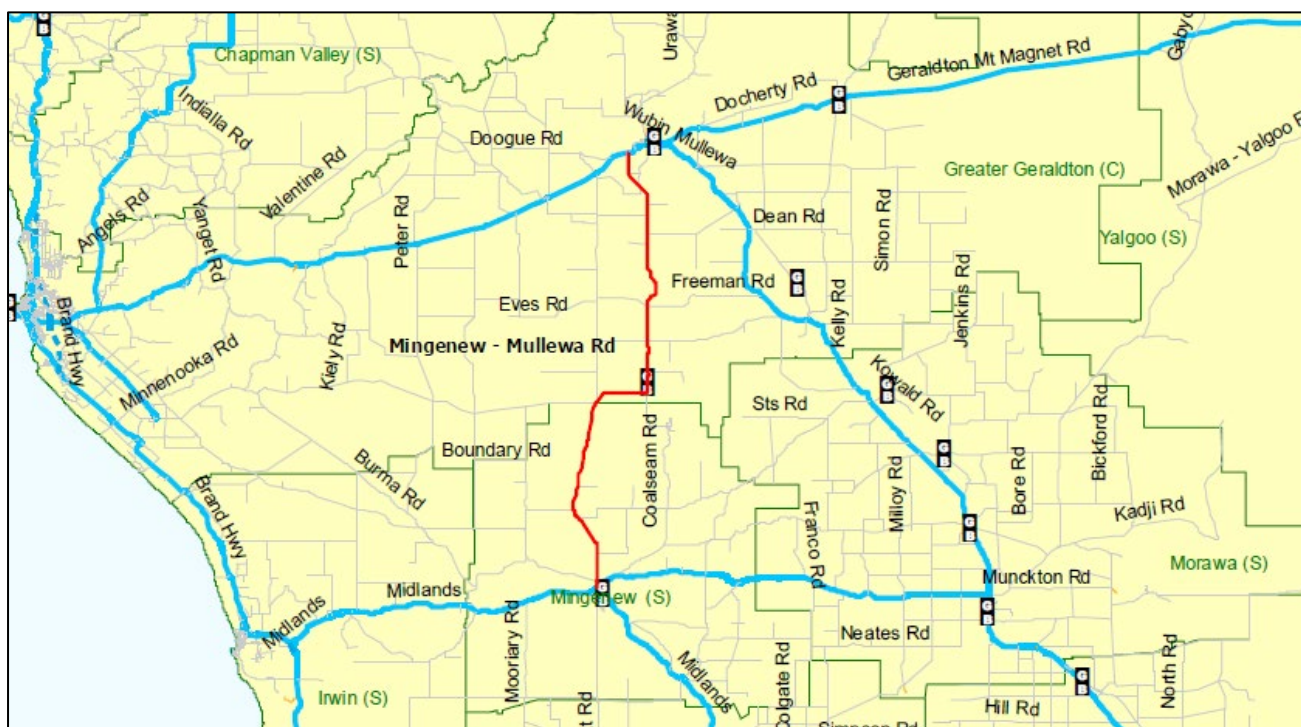 Chapman Valley (S)
Urawa
Gabyo
Geraldton Mt Magnet Rd
Docherty Rd
Indialla Rd
Wubin Mullewa
Doogue Rd
Valentine Rd
Greater Geraldton (C)
Morawa - Yalgoo R
Angels Rd
Yanget Rd
Peter Rd
Dean Rd
Simon Rd
Yalgoo (S)
Freeman Rd
Jenkins Rd
Eves Rd
Brand Hwy
Kelly Rd
Minnenooka Rd
Kiely Rd
Mingenew - Mullewa Rd
Kowald Rd
Sts Rd
Bickford Rd
Boundary Rd
Coalseam Rd
Burma Rd
Milloy Rd
Bore Rd
Brand Hwy
Franco Rd
Kadji Rd
Morawa (S)
Munckton Rd
Midlands
Mingenew (S)
Midlands
Mooriary Rd
Neates Rd
Midlands
Colgate Rd
North Rd
Irwin (S)
Hill Rd
t Rd
Simpson Rd